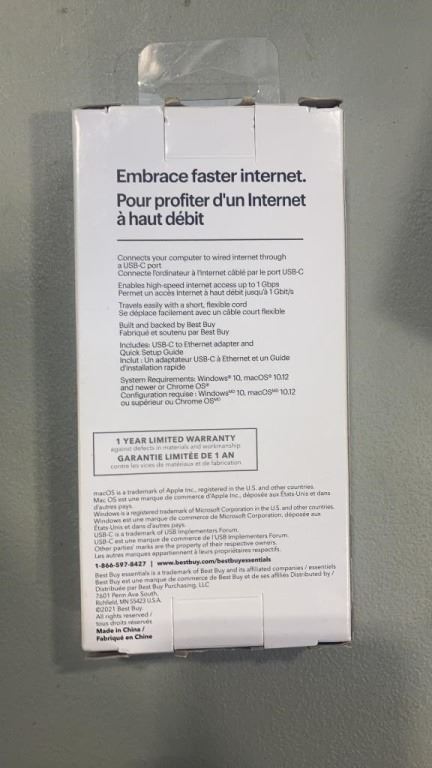 Embrace faster internet.
Pour profiter d'un Internet
à haut débit
Connects your computer to wired internet through
a USB-C port
Connecte l'ordinateur à l'Internet câblé par le port USB-C
Enables high-speed internet access up to 1 Gbps
Permet un accès Internet à haut débit jusqu'à 1 Gbit/s
Travels easily with a short, flexible cord
Se déplace facilement avec un câble court flexible
Built and backed by Best Buy
Fabriqué et soutenu par Best Buy
Includes: USB-C to Ethernet adapter and
Quick Setup Guide
Inclut : Un adaptateur USB-C à Ethernet et un Guide
d'installation rapide
System Requirements: Windows® 10, macOS® 10.12
and newer or Chrome OS®
Configuration requise : Windowsᴹᴰ 10, macOSᴹᴰ 10.12
ou supérieur ou Chrome OSᴹᴰ
1 YEAR LIMITED WARRANTY
against defects in materials and workmanship
GARANTIE LIMITÉE DE 1 AN
contre les vices de matériaux et de fabrication
macOS is a trademark of Apple Inc., registered in the U.S. and other countries.
Mac OS est une marque de commerce d'Apple Inc., déposée aux États-Unis et dans
d'autres pays.
Windows is a registered trademark of Microsoft Corporation in the U.S. and other countries.
Windows est une marque de commerce de Microsoft Corporation, déposée aux
États-Unis et dans d'autres pays.
USB-C is a trademark of USB Implementers Forum.
USB-C est une marque de commerce de l'USB Implementers Forum.
Other parties' marks are the property of their respective owners.
Les autres marques appartiennent à leurs propriétaires respectifs.
1-866-597-8427 | www.bestbuy.com/bestbuyessentials
Best Buy essentials is a trademark of Best Buy and its affiliated companies / essentiels
Best Buy est une marque de commerce de Best Buy et de ses affiliés Distributed by /
Distribuée par Best Buy Purchasing, LLC
7601 Penn Ave South,
Richfield, MN 55423 U.S.A.
©2021 Best Buy.
All rights reserved /
tous droits réservés
Made in China /
Fabriqué en Chine